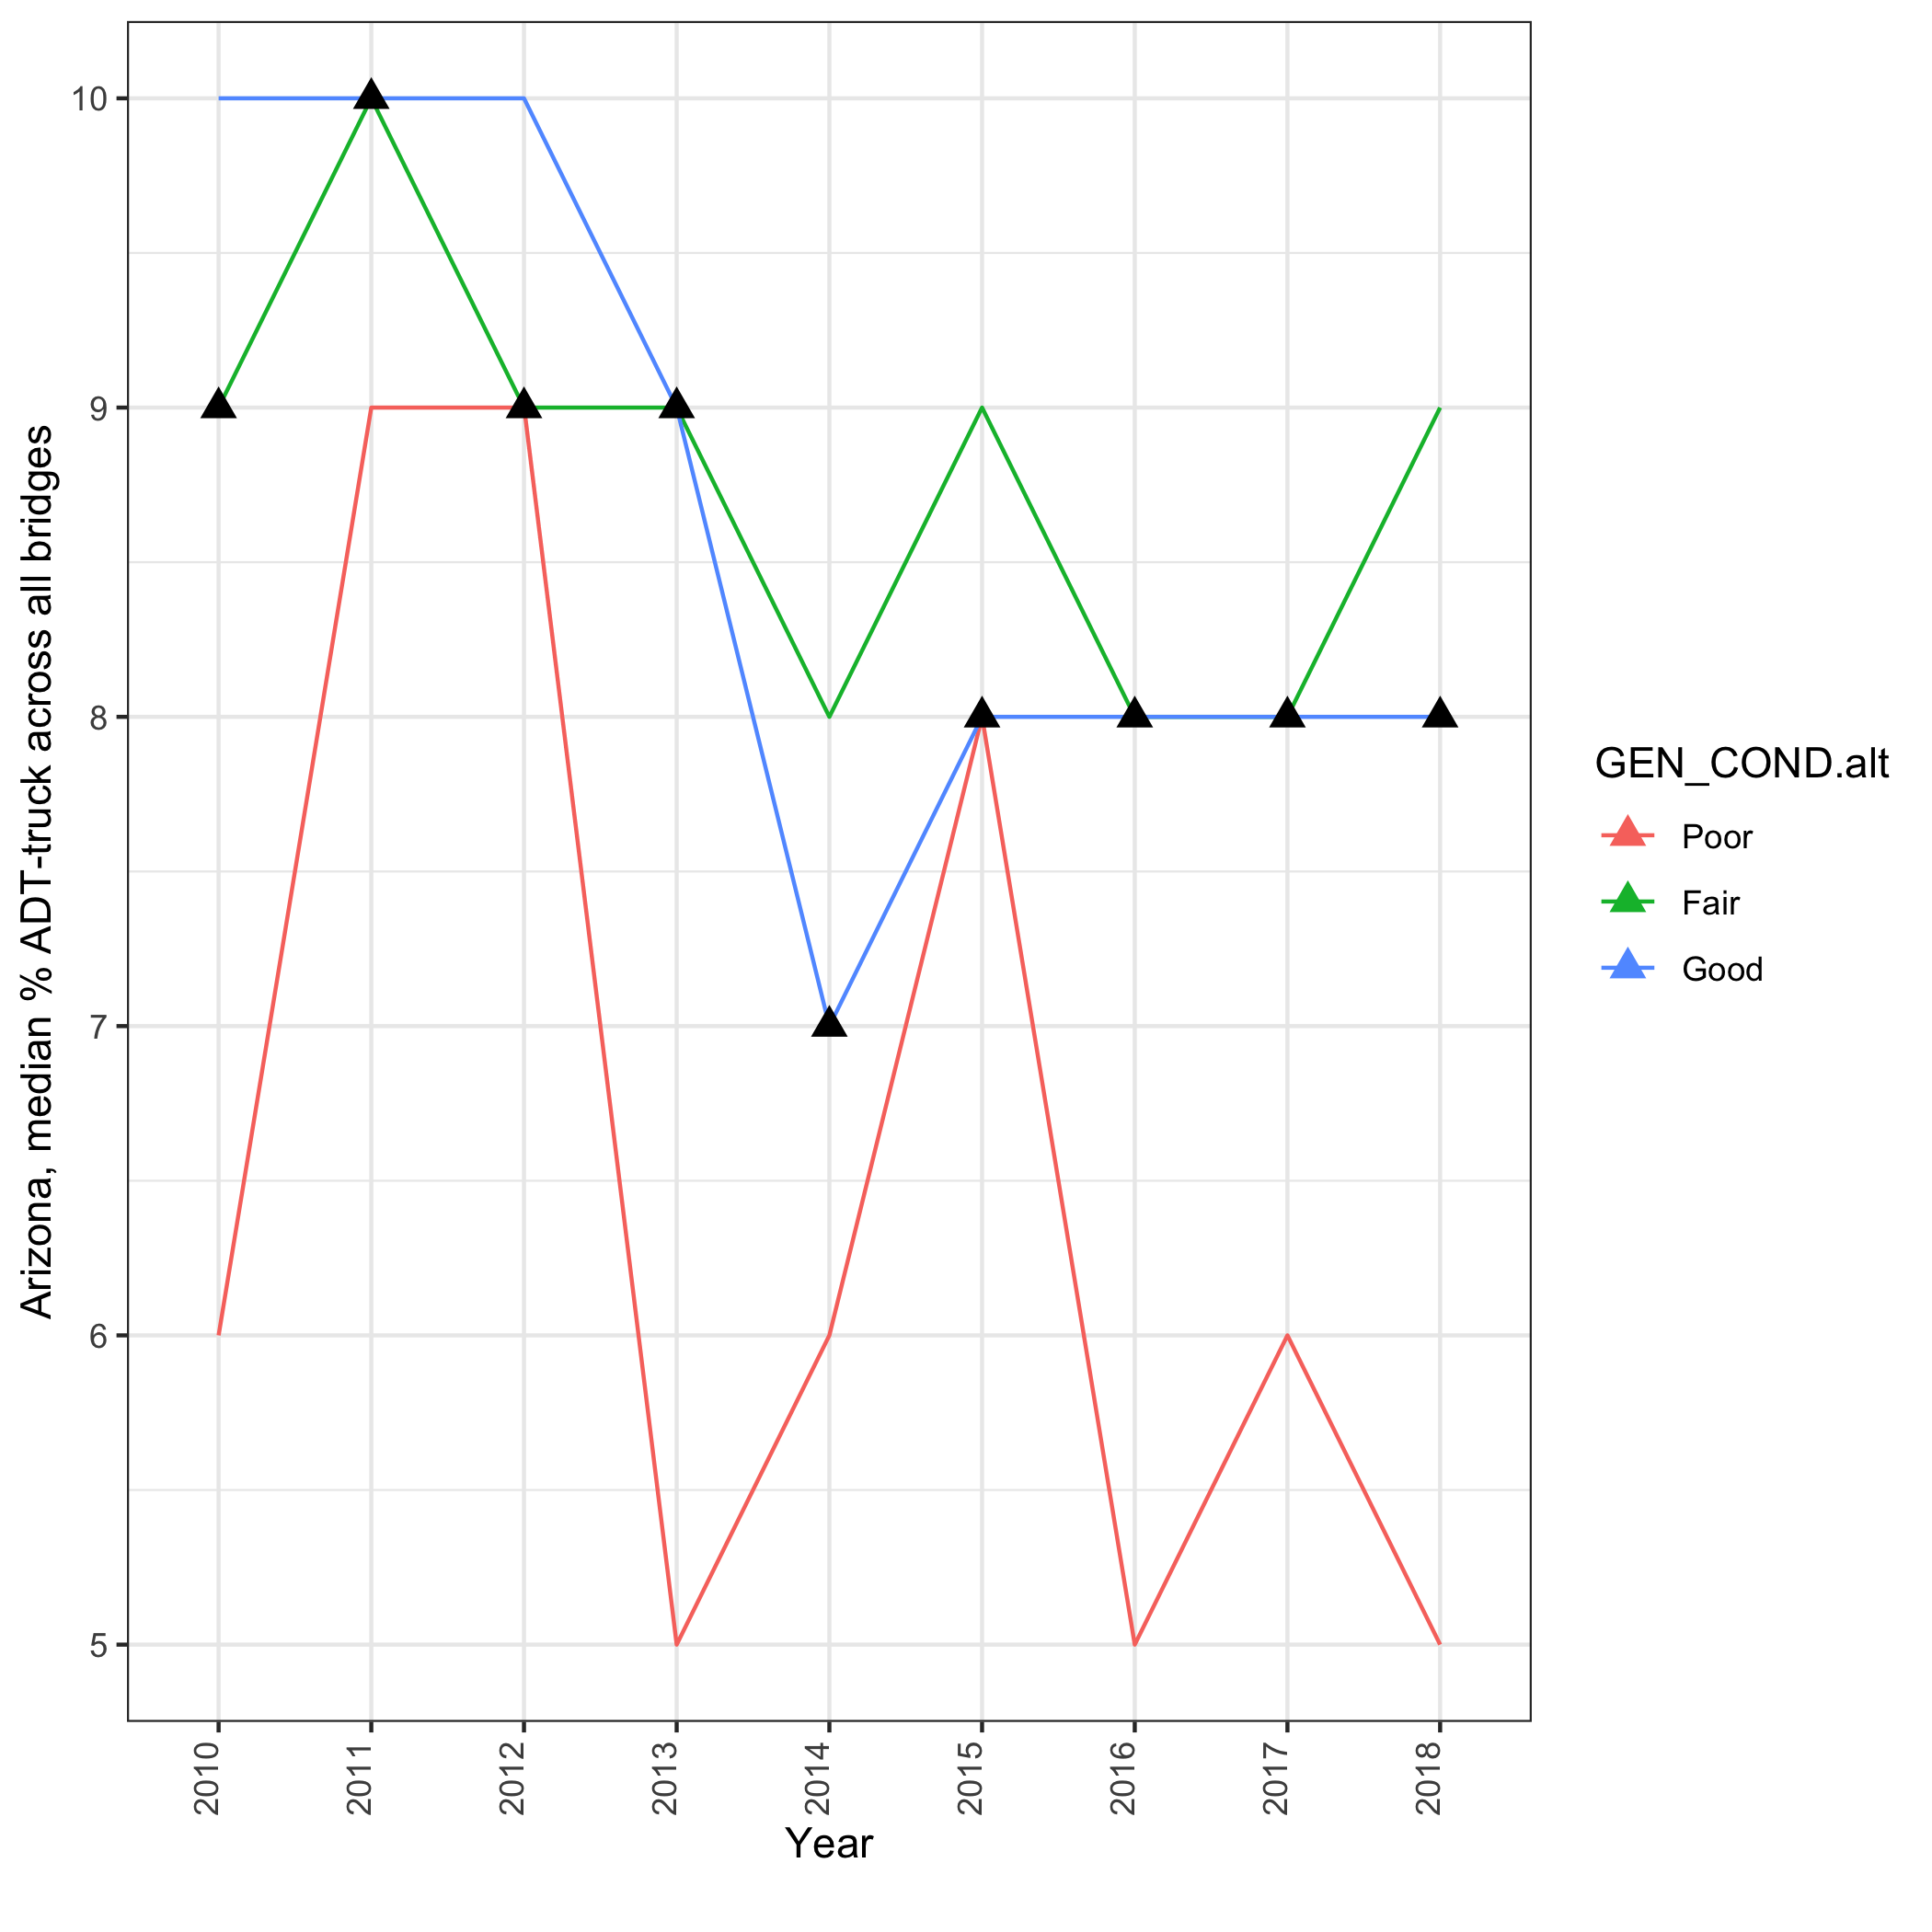 Arizona, median % ADT-truck across all bridges
10
9
8
7
6
5
2010
2011
2012
2013
2014
2015
2016
2017
2018
Year
GEN_COND.alt
Poor
Fair
Good